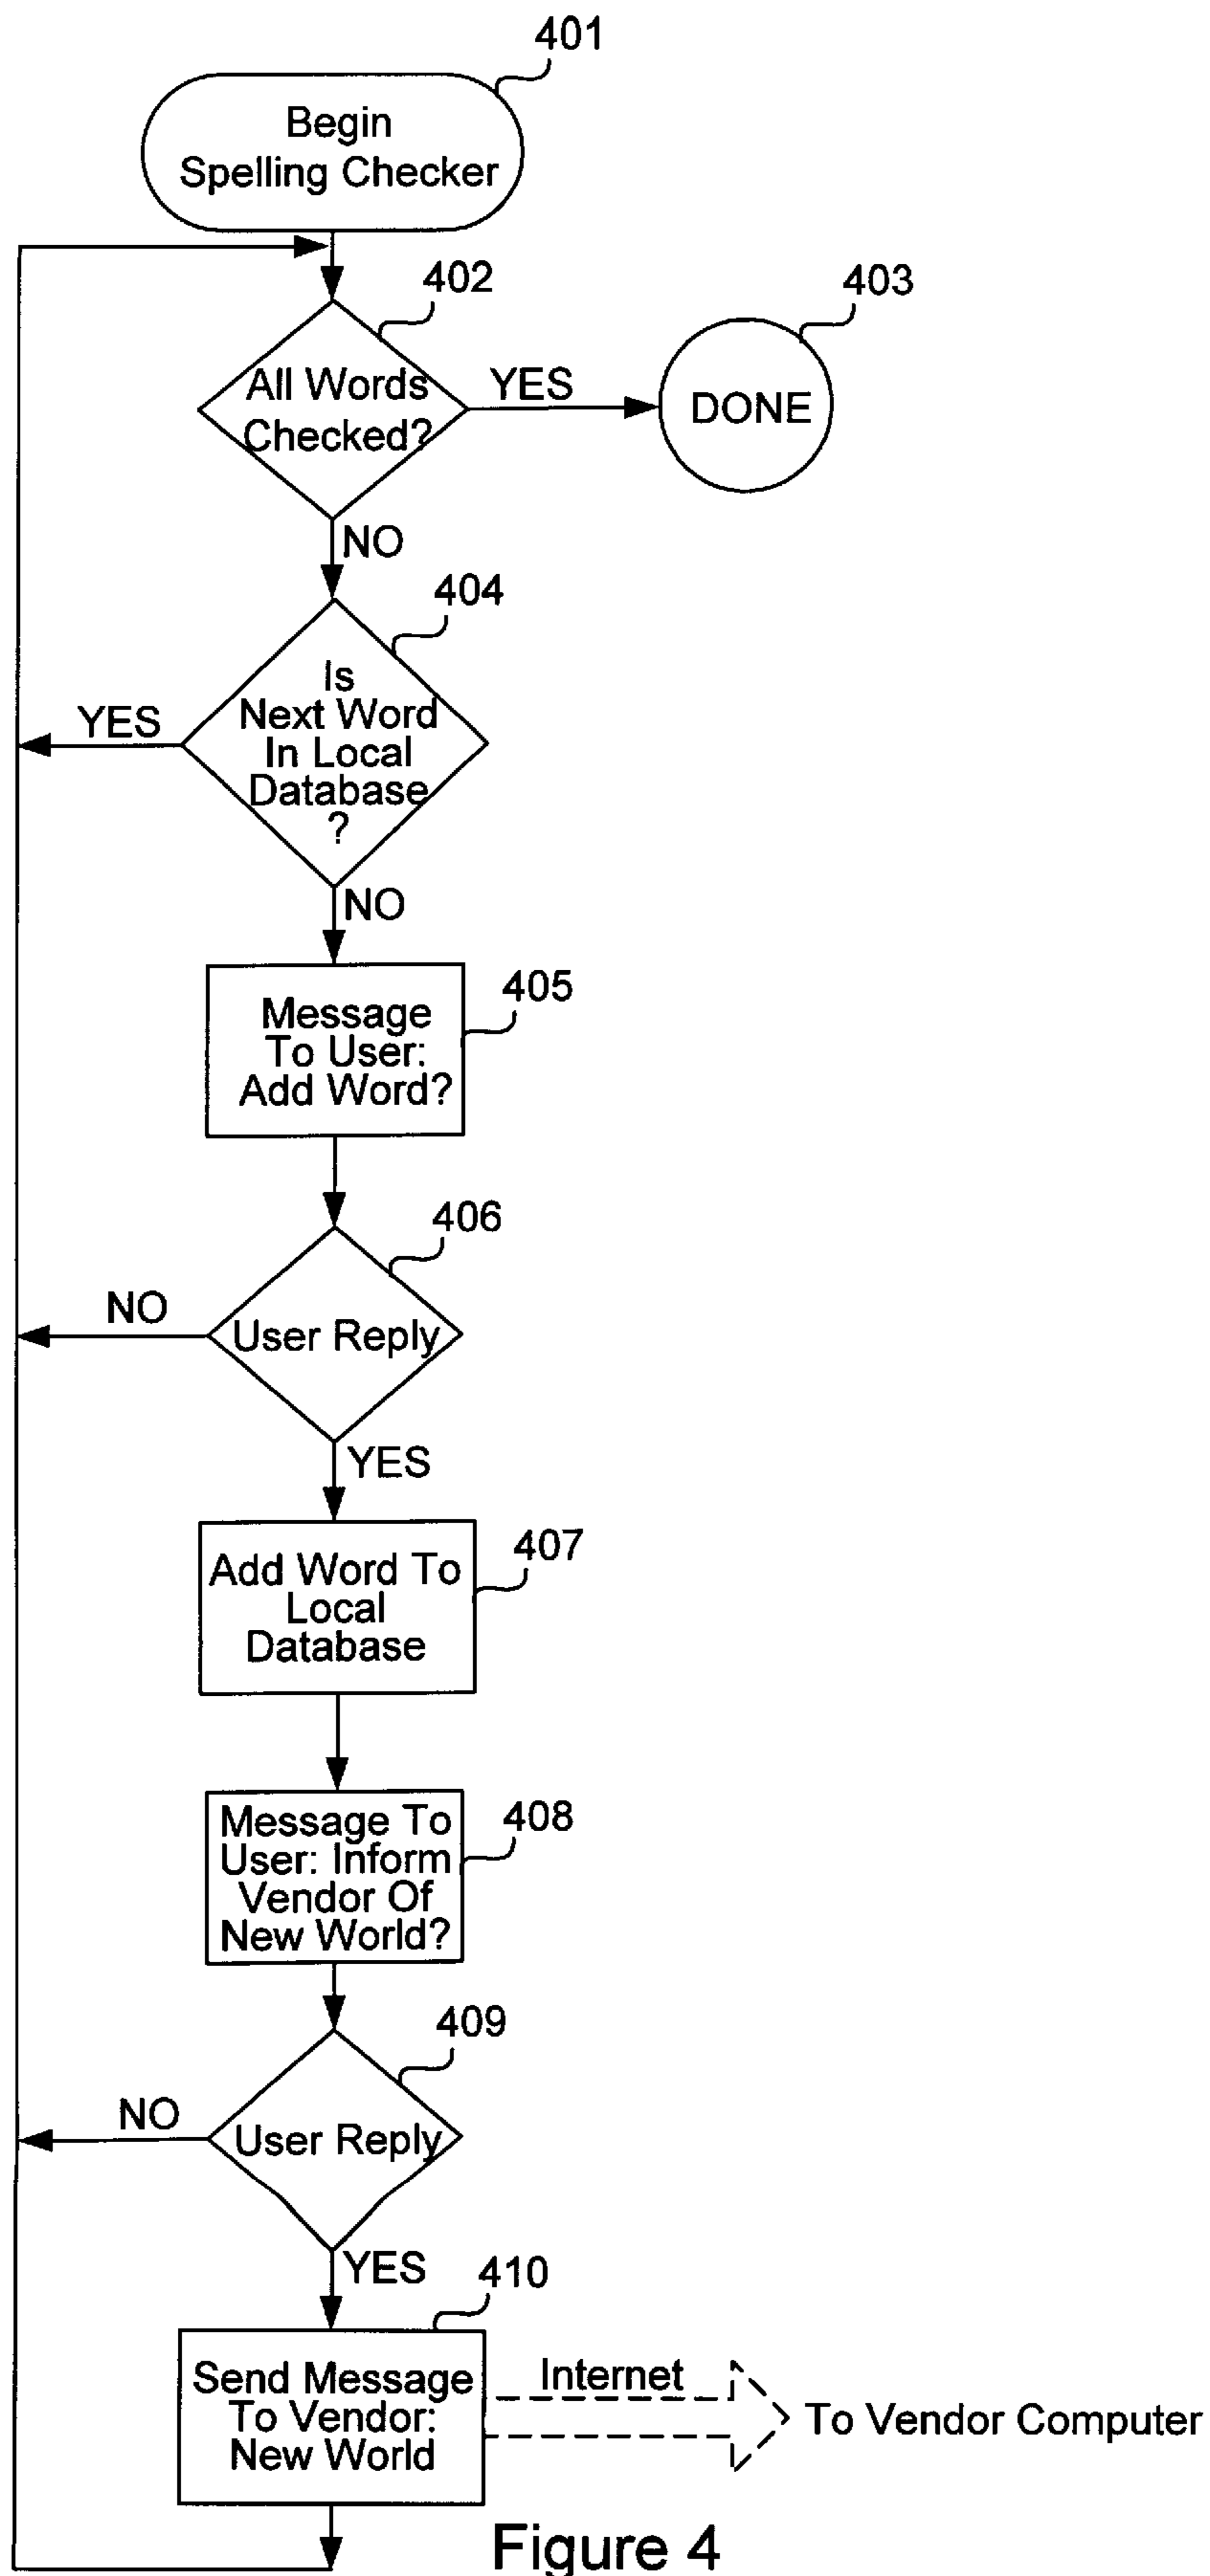 401
Begin
Spelling Checker
402
403
All Words
Checked?
YES
DONE
NO
404
Is
Next Word
In Local
Database
?
YES
NO
405
Message
To User:
Add Word?
406
NO
User Reply
YES
407
Add Word To
Local
Database
408
Message To
User: Inform
Vendor Of
New World?
409
NO
User Reply
YES
410
Send Message
To Vendor:
New World
Internet
To Vendor Computer
Figure 4